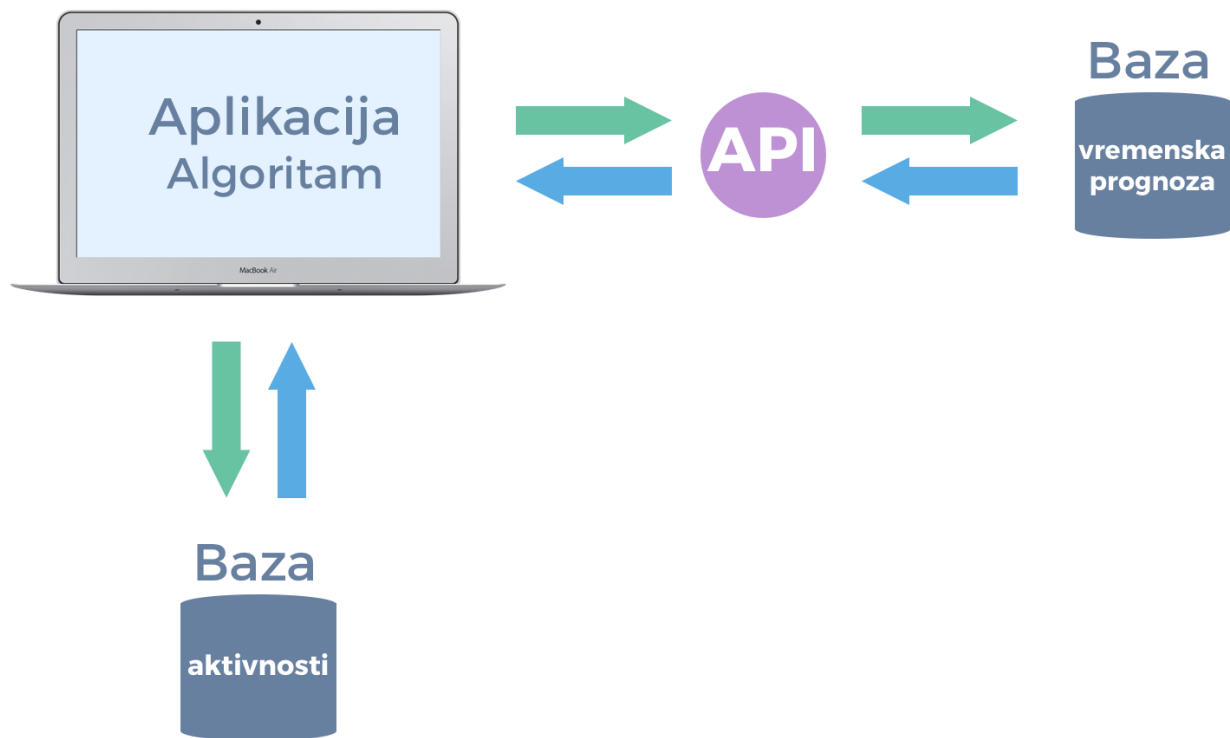 Aplikacija
Algoritam
MacBook Air
API
Baza
vremenska
prognoza
Baza
aktivnosti